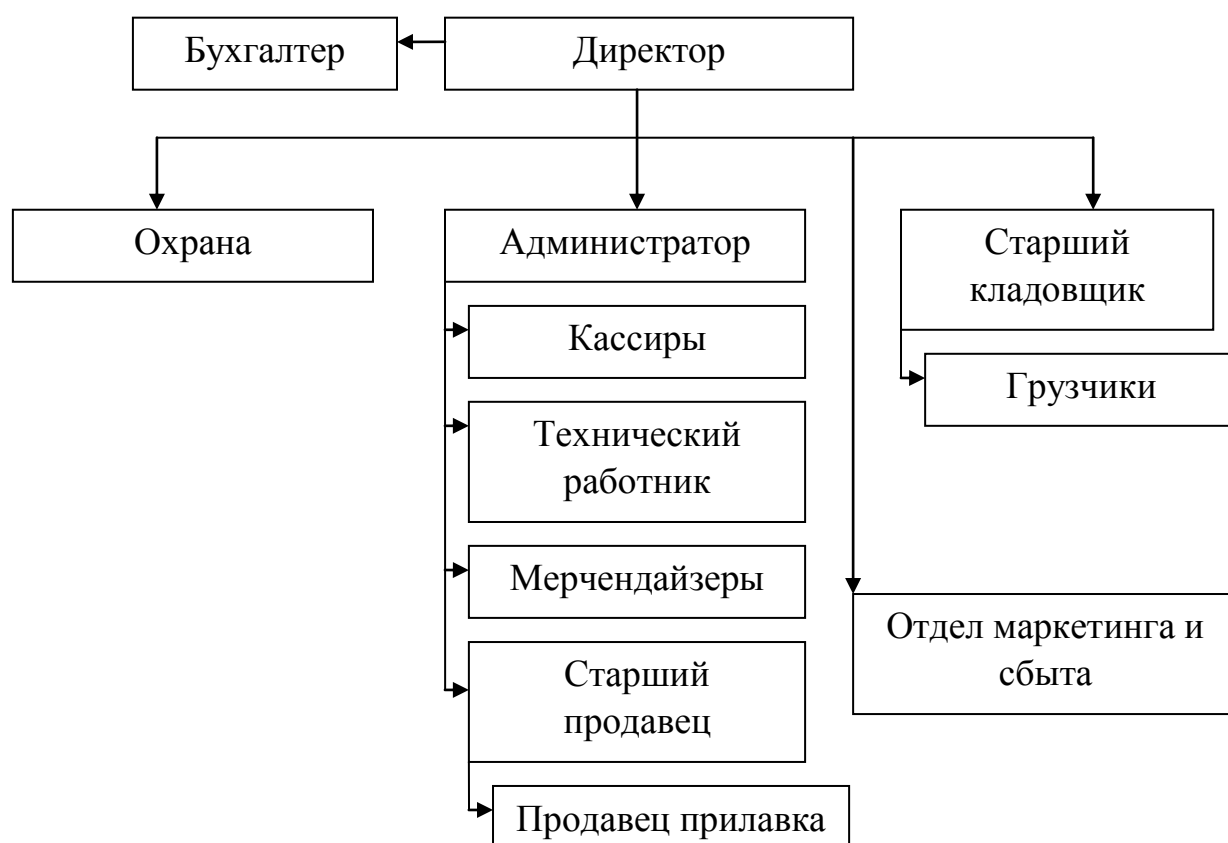 Бухгалтер
Директор
Охрана
Администратор
Старший
кладовщик
Кассиры
Грузчики
Технический
работник
Мерчендайзеры
Отдел маркетинга и
сбыта
Старший
продавец
Продавец прилавка